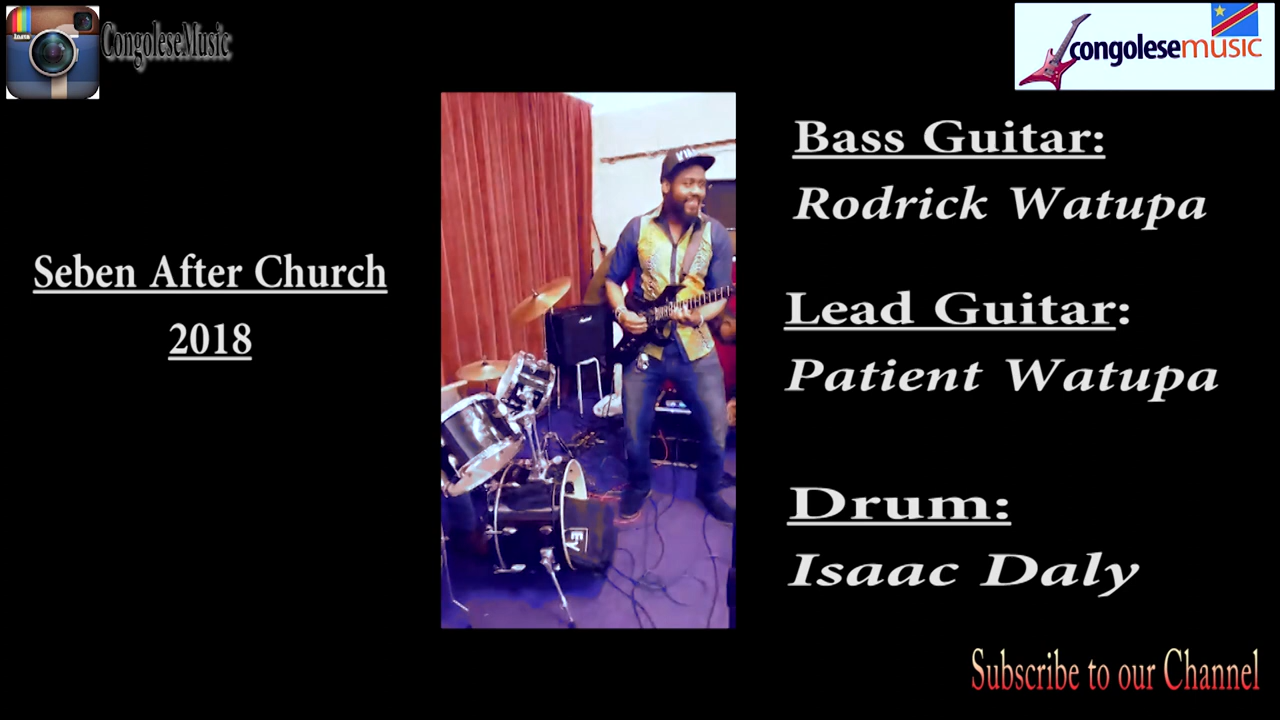 CongoleseMusic
congolesemusic
Seben After Church
2018
Bass Guitar:
Rodrick Watupa
Lead Guitar:
Patient Watupa
Drum:
Isaac Daly
EY
Subscribe to our Channel